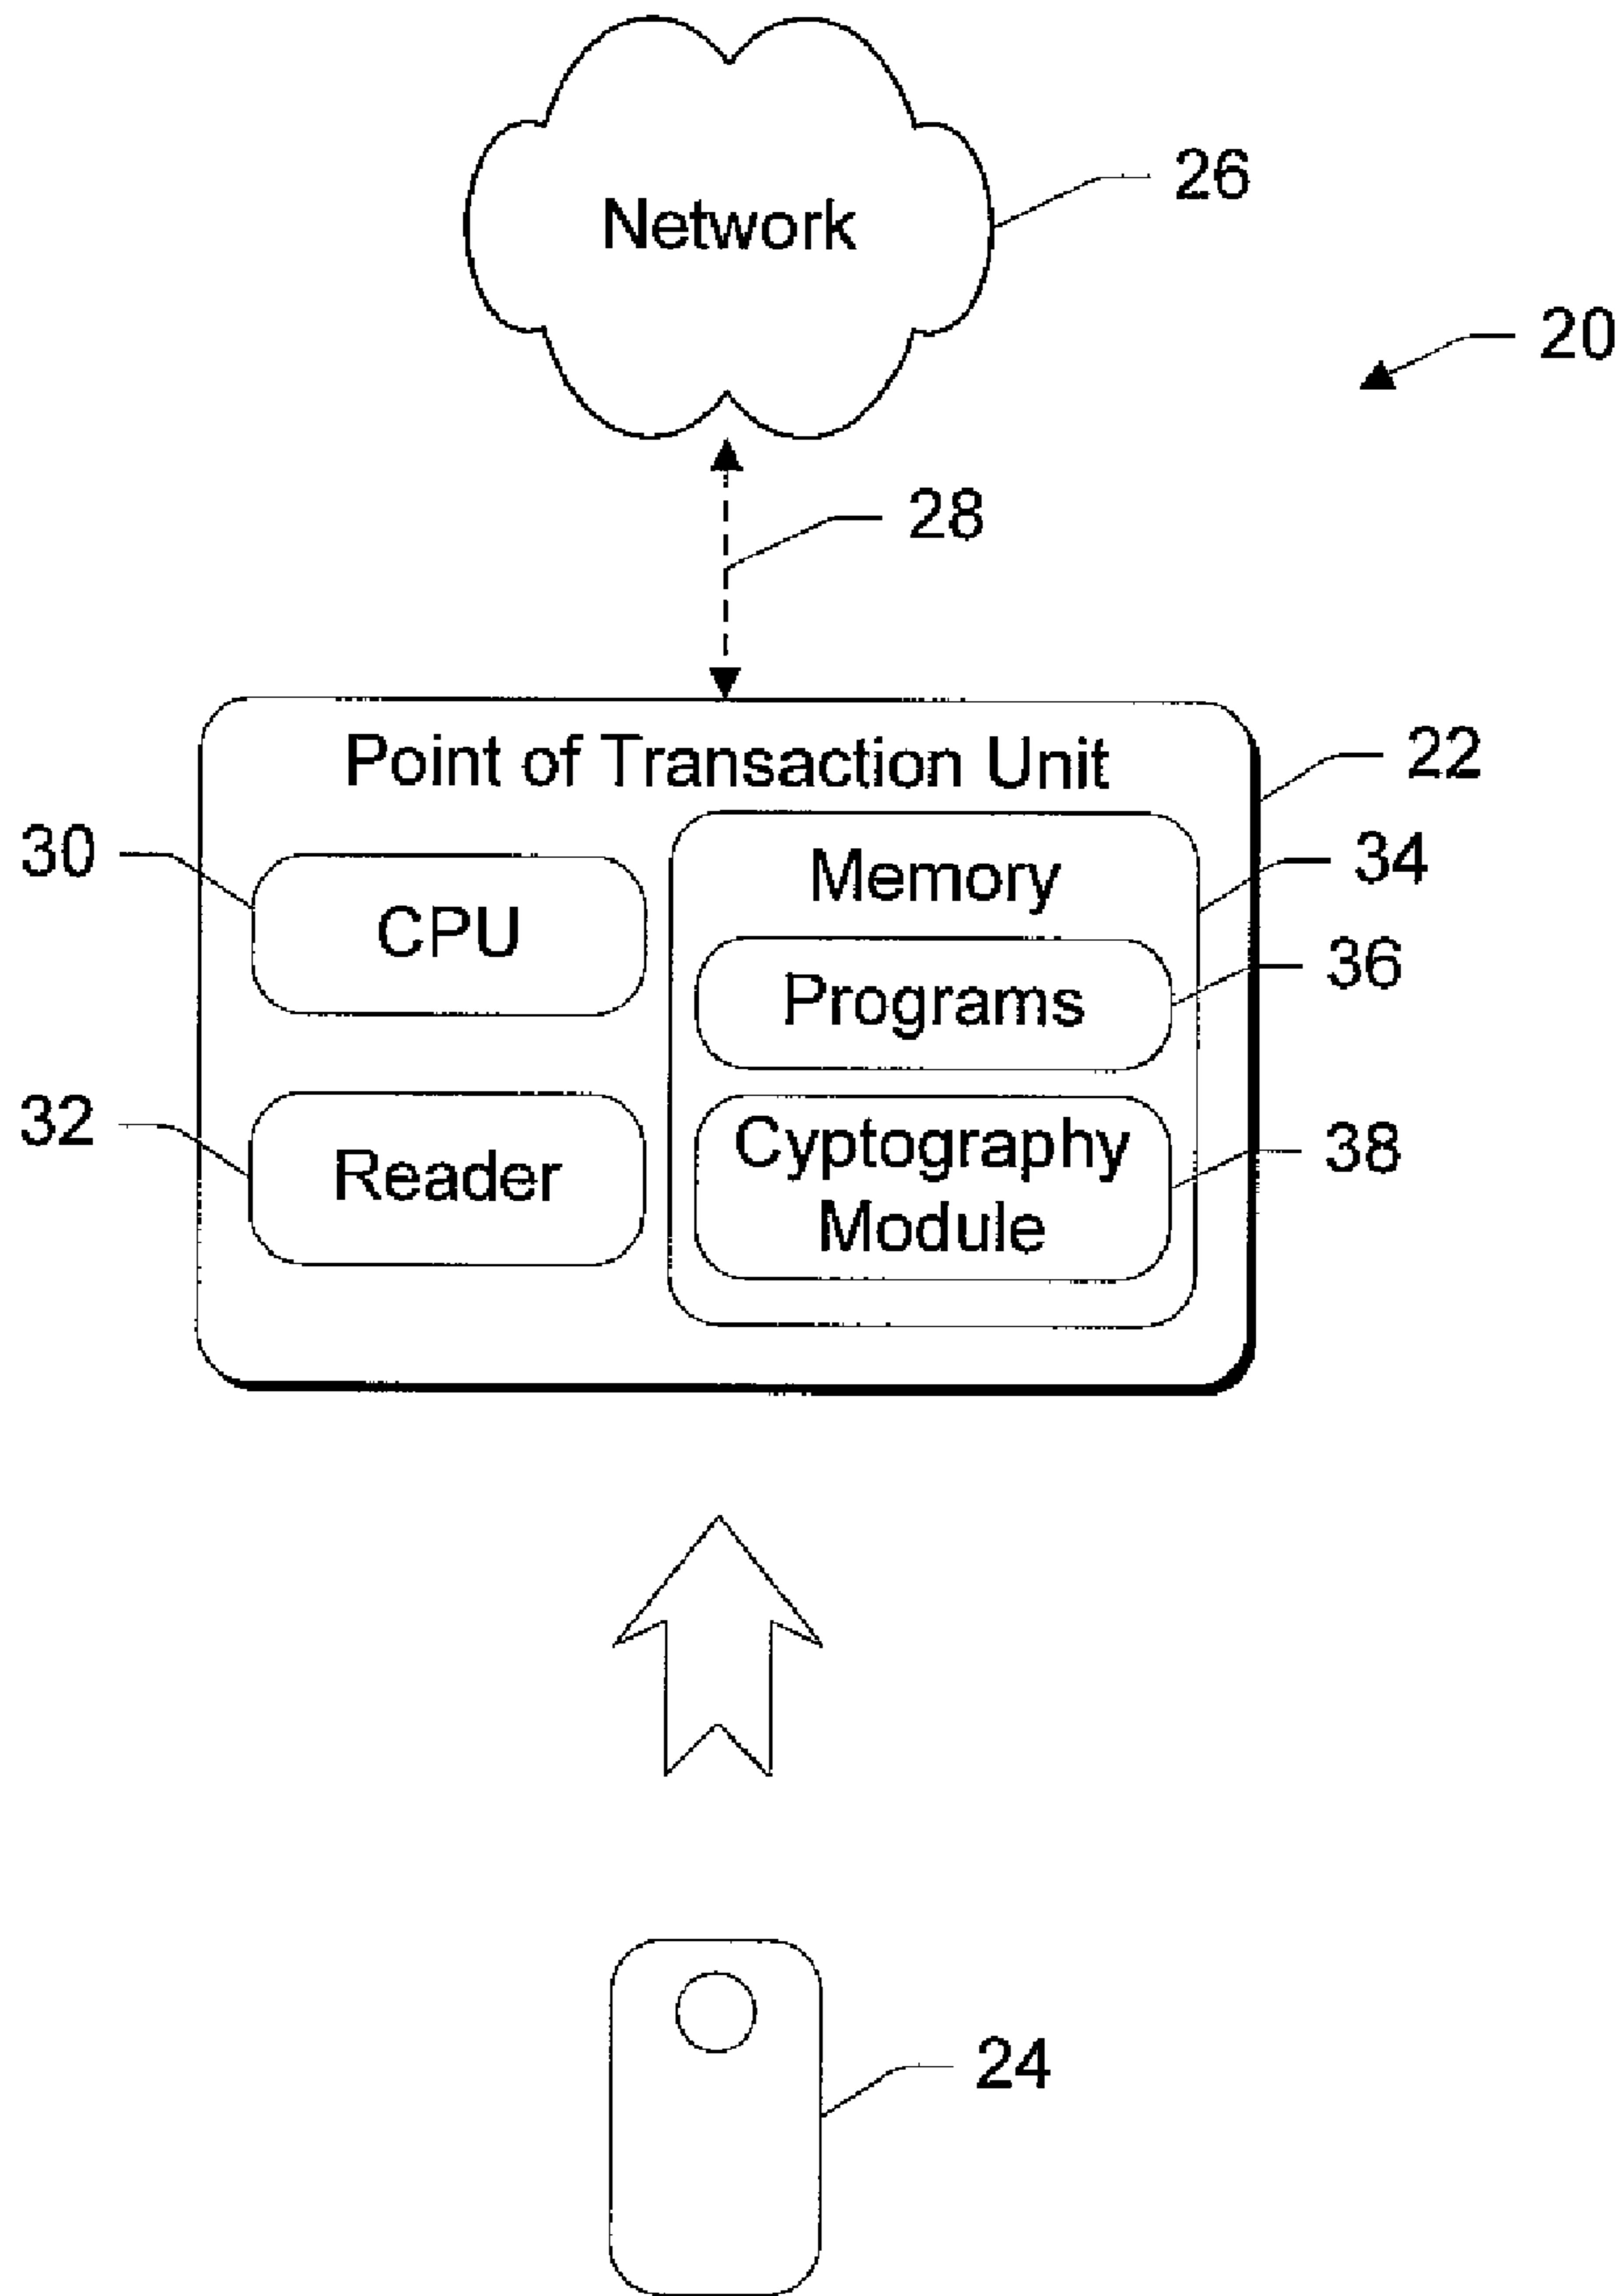 Network
26
20
28
Point of Transaction Unit
22
30
CPU
Memory
34
Programs
36
32
Reader
Cyptography
Module
38
24